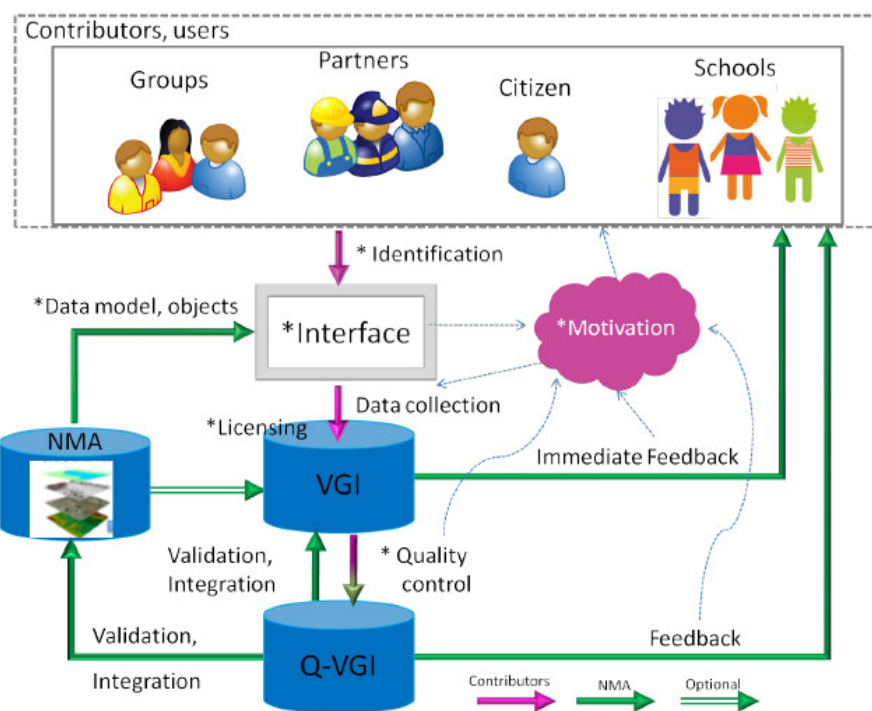 Contributors, users
Groups
Partners
Citizen
Schools
* Identification
*Data model, objects
*Interface
*Motivation
Data collection
*Licensing
NMA
VGI
Immediate Feedback
Validation,
Integration
* Quality
control
Validation,
Integration
Q-VGI
Feedback
Contributors
NMA
Optional